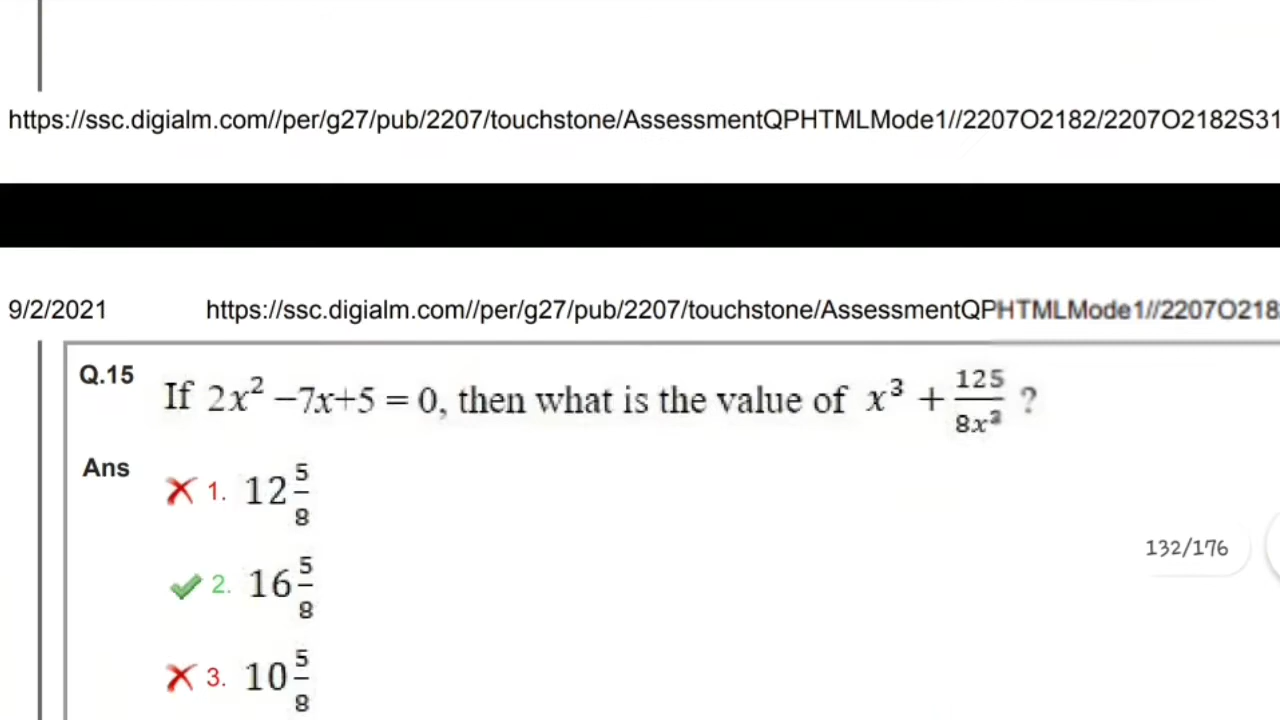 https://ssc.digialm.com//per/g27/pub/2207/touchstone/AssessmentQPHTMLMode1//2207O2182/2207O2182S31
9/2/2021 https://ssc.digialm.com//per/g27/pub/2207/touchstone/AssessmentQPHTMLMode1//2207O218
Q.15 If 2x² −7x+5 = 0, then what is the value of x³ + 125/8x³ ?
Ans
1. 12 5/8
2. 16 5/8
132/176
3. 10 5/8